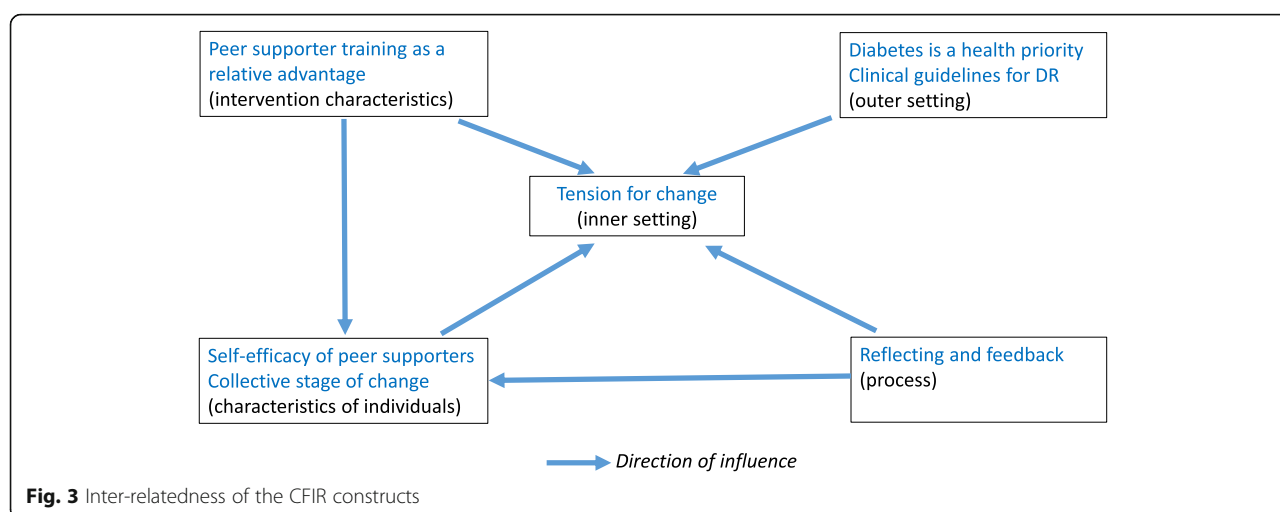 Peer supporter training as a
relative advantage
(intervention characteristics)
Diabetes is a health priority
Clinical guidelines for DR
(outer setting)
Tension for change
(inner setting)
Self-efficacy of peer supporters
Collective stage of change
(characteristics of individuals)
Reflecting and feedback
(process)
Direction of influence
Fig. 3 Inter-relatedness of the CFIR constructs